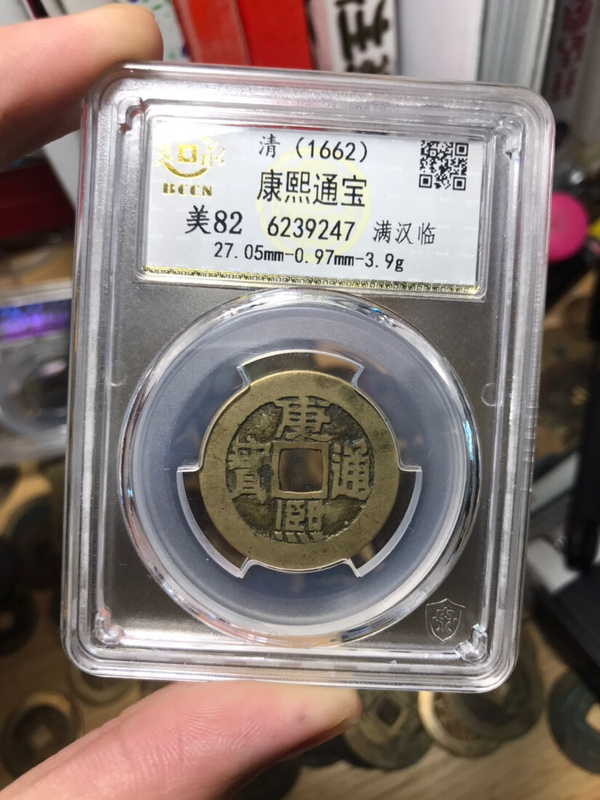 清（1662）
康熙通宝
BCCN
美82 6239247 满汉临
27.05mm-0.97mm-3.9g
康熙通寳